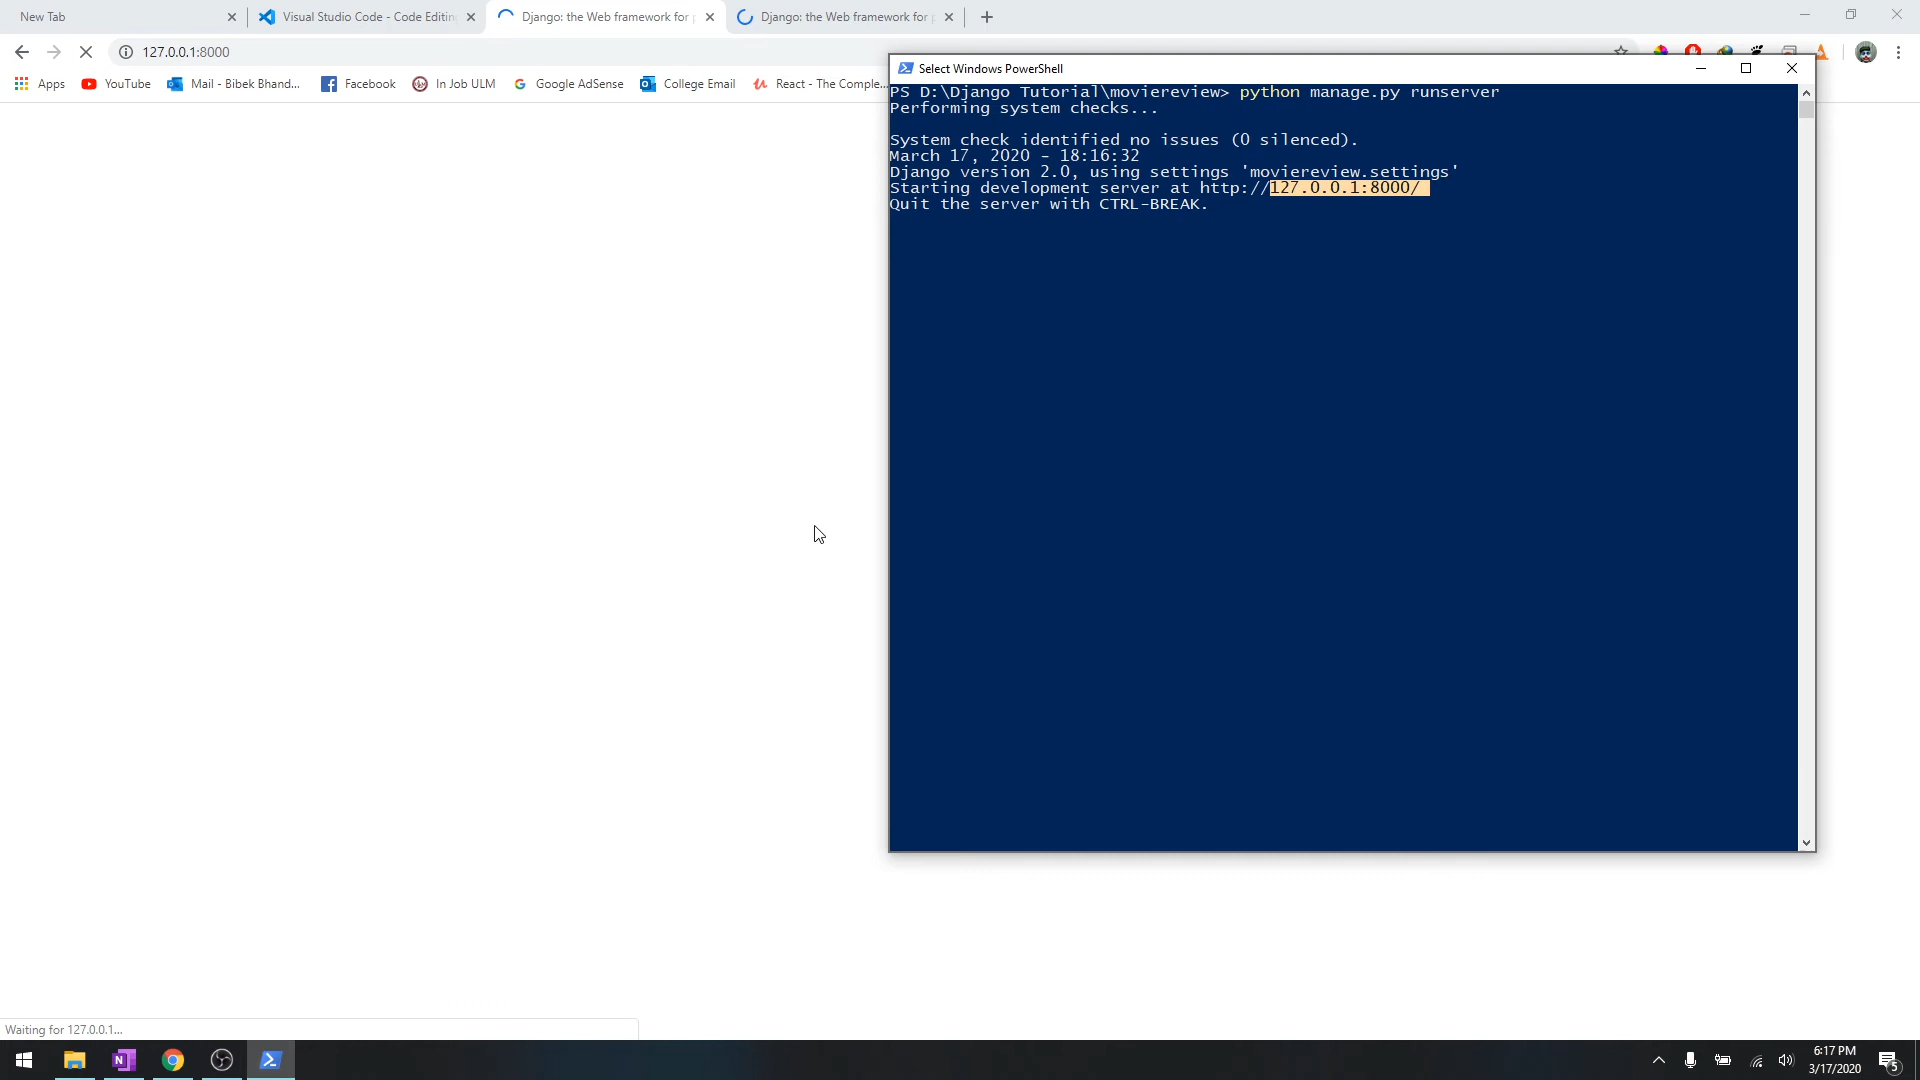 New Tab
Visual Studio Code - Code Editing
Django: the Web framework for p
Django: the Web framework for p
127.0.0.1:8000
Apps
YouTube
Mail - Bibek Bhand...
Facebook
In Job ULM
Google AdSense
College Email
React - The Comple...
Select Windows PowerShell
PS D:\Django Tutorial\moviereview> python manage.py runserver
Performing system checks...
System check identified no issues (0 silenced).
March 17, 2020 - 18:16:32
Django version 2.0, using settings 'moviereview.settings'
Starting development server at http://127.0.0.1:8000/
Quit the server with CTRL-BREAK.
Waiting for 127.0.0.1...
6:17 PM
3/17/2020
5